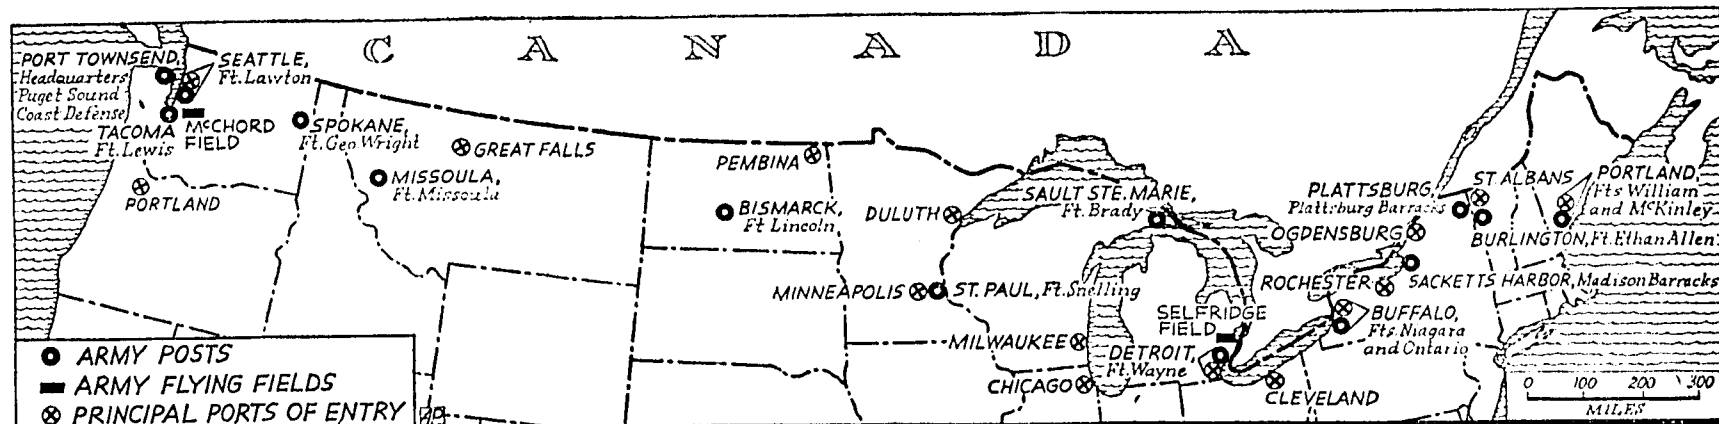 C A N A D A
PORT TOWNSEND,
Headquarters
Puget Sound
Coast Defense
SEATTLE,
Ft. Lawton
TACOMA
Ft. Lewis
McCHORD
FIELD
SPOKANE,
Ft. Geo. Wright
GREAT FALLS
MISSOULA,
Ft. Missoula
PORTLAND
PEMBINA
BISMARCK,
Ft Lincoln
DULUTH
MINNEAPOLIS
ST. PAUL, Ft. Snelling
SAULT STE. MARIE,
Ft. Brady
MILWAUKEE
CHICAGO
SELFRIDGE
FIELD
DETROIT,
Ft. Wayne
CLEVELAND
PLATTSBURG,
Plattsburg Barracks
OGDENSBURG
ROCHESTER
ST. ALBANS
PORTLAND,
Fts William
and McKinley
BURLINGTON, Ft. Ethan Allen
SACKETTS HARBOR, Madison Barracks
BUFFALO,
Fts. Niagara
and Ontario
ARMY POSTS
ARMY FLYING FIELDS
PRINCIPAL PORTS OF ENTRY
0 100 200 300
MILES